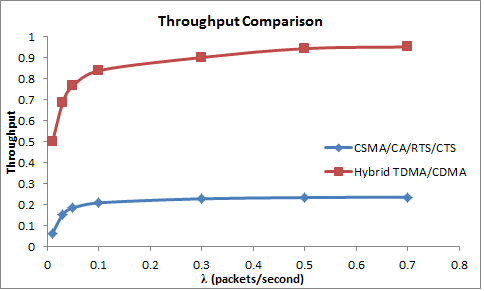 Throughput Comparison
1
0.9
0.8
0.7
0.6
0.5
0.4
0.3
0.2
0.1
0
Throughput
CSMA/CA/RTS/CTS
Hybrid TDMA/CDMA
0 0.1 0.2 0.3 0.4 0.5 0.6 0.7 0.8
λ (packets/second)